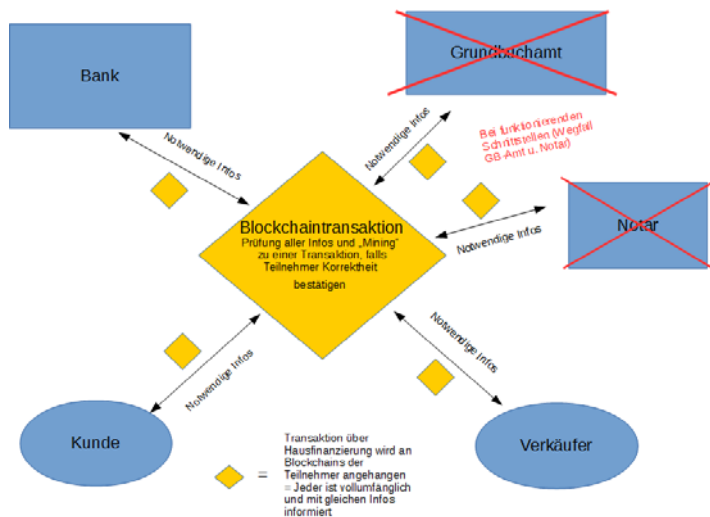 Bank
Grundbuchamt
Notwendige Infos
Notwendige Infos
Bei funktionierenden
Schnittstellen (Wegfall
GB-Amt u. Notar)
Blockchaintransaktion
Prüfung aller Infos und „Mining"
zu einer Transaktion, falls
Teilnehmer Korrektheit
bestätigen
Notar
Notwendige Infos
Notwendige Infos
Notwendige Infos
Kunde
Verkäufer
=
Transaktion über
Hausfinanzierung wird an
Blockchains der
Teilnehmer angehangen
= Jeder ist vollumfänglich
und mit gleichen Infos
informiert